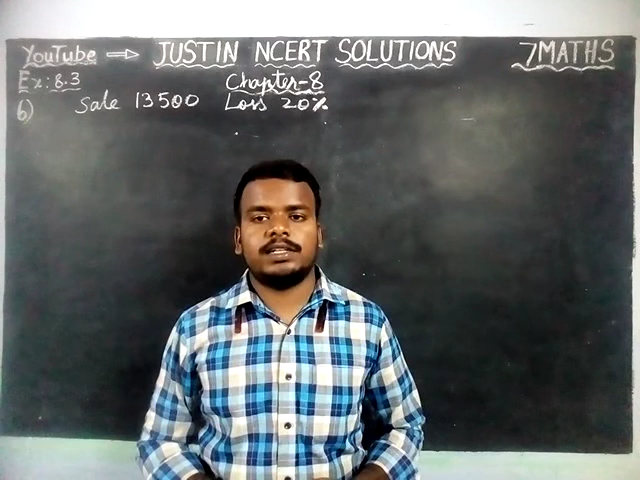 YouTube → JUSTIN NCERT SOLUTIONS 7MATHS
Ex: 8.3 Chapter-8
6) Sale 13500 Loss 20%